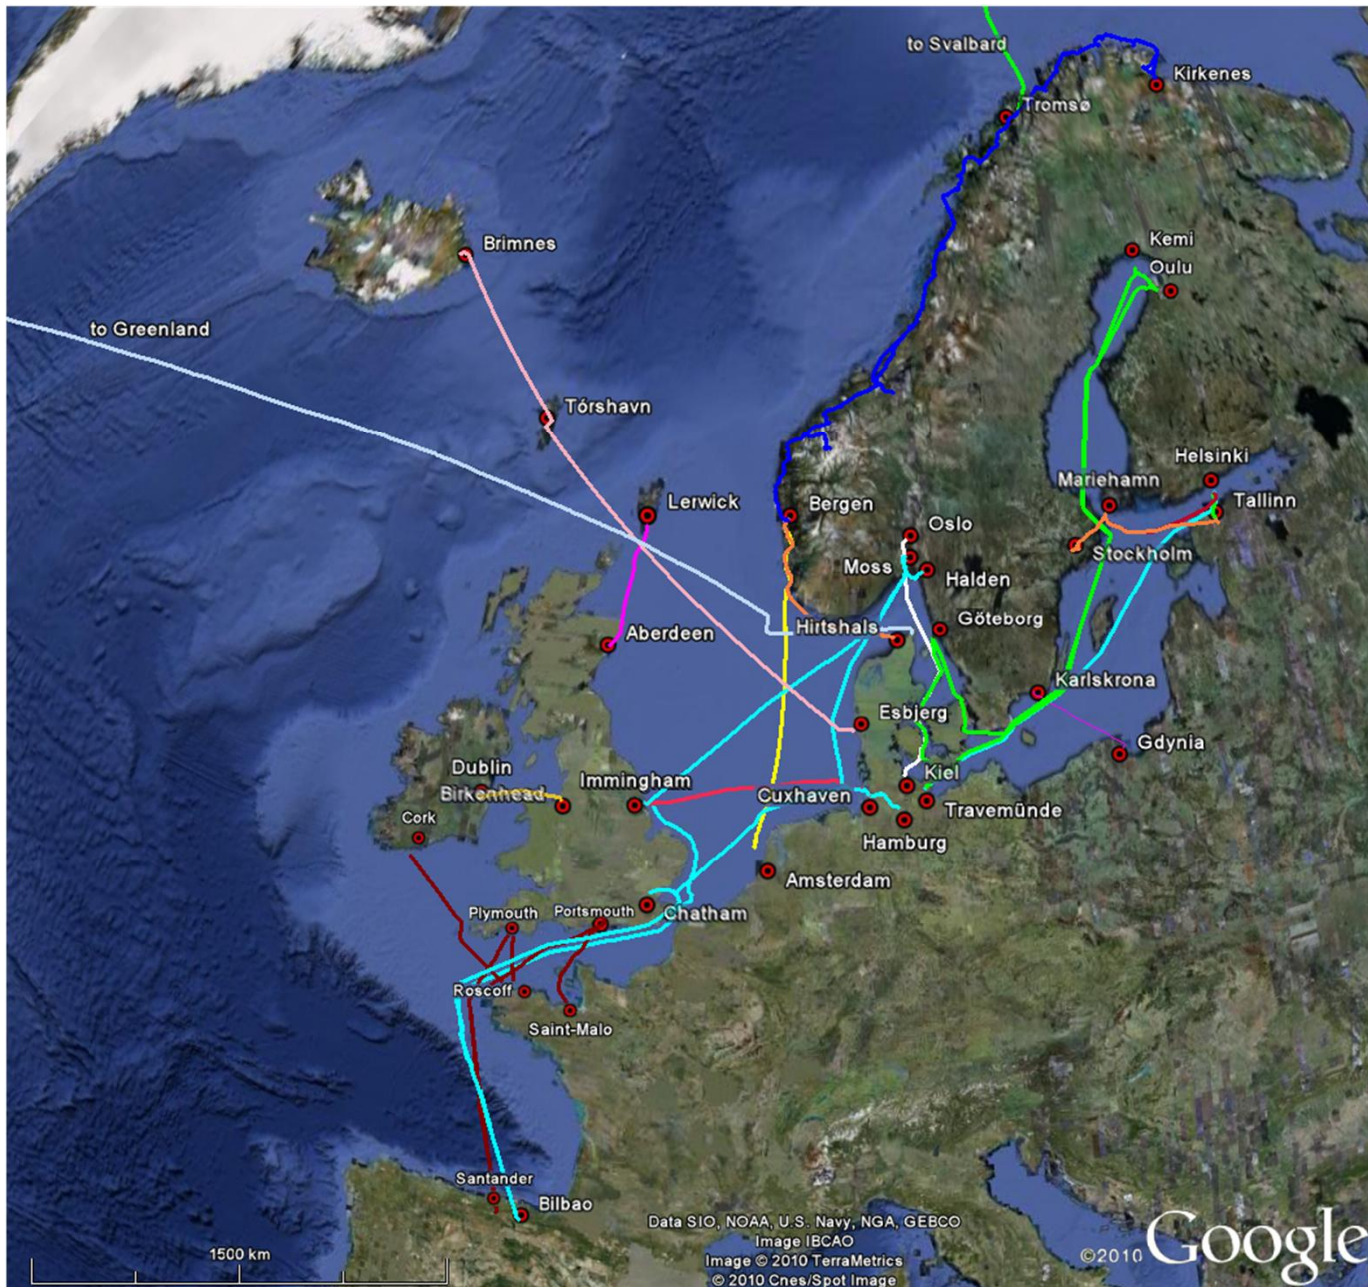 to Svalbard
Kirkenes
Tromsø
Brimnes
Kemi
Oulu
to Greenland
Tórshavn
Helsinki
Mariehamn
Tallinn
Lerwick
Bergen
Oslo
Stockholm
Moss
Halden
Hirtshals
Göteborg
Aberdeen
Karlskrona
Esbjerg
Gdynia
Dublin
Immingham
Kiel
Birkenhead
Cuxhaven
Travemünde
Cork
Hamburg
Amsterdam
Plymouth
Portsmouth
Chatham
Roscoff
Saint-Malo
Santander
Bilbao
1500 km
Data SIO, NOAA, U.S. Navy, NGA, GEBCO
Image IBCAO
Image © 2010 TerraMetrics
© 2010 Cnes/Spot Image
©2010 Google